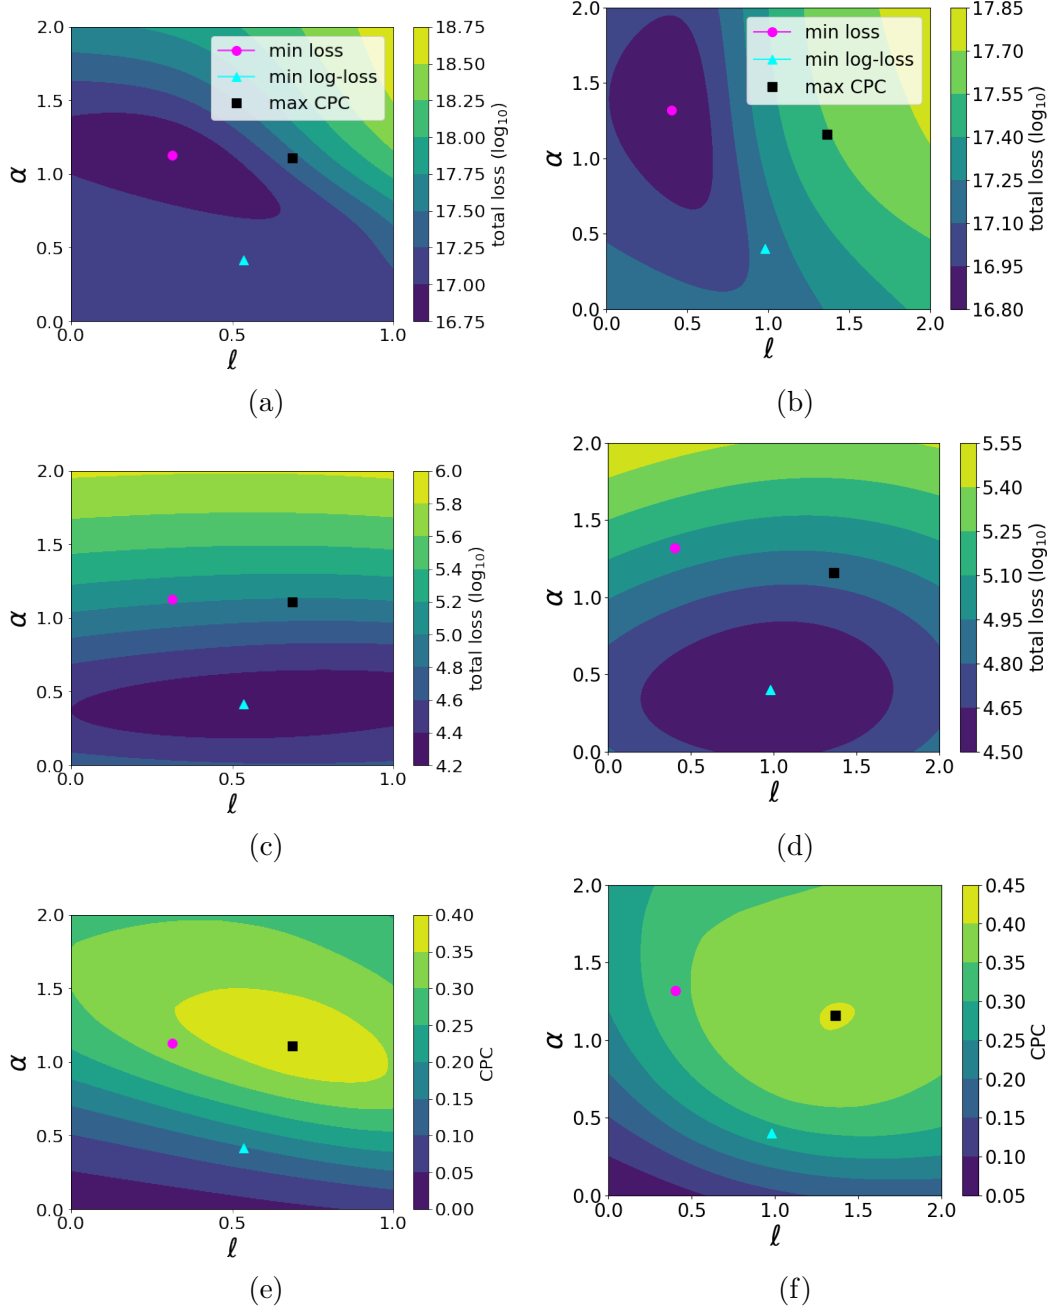 2.0
1.5
1.0
0.5
0.0
α
0.0 0.5 1.0
ℓ
min loss
min log-loss
max CPC
18.75
18.50
18.25
18.00
17.75
17.50
17.25
17.00
16.75
total loss (log₁₀)
(a)
2.0
1.5
1.0
0.5
0.0
α
0.0 0.5 1.0 1.5 2.0
ℓ
min loss
min log-loss
max CPC
17.85
17.70
17.55
17.40
17.25
17.10
16.95
16.80
total loss (log₁₀)
(b)
2.0
1.5
1.0
0.5
0.0
α
0.0 0.5 1.0
ℓ
6.0
5.8
5.6
5.4
5.2
5.0
4.8
4.6
4.4
4.2
total loss (log₁₀)
(c)
2.0
1.5
1.0
0.5
0.0
α
0.0 0.5 1.0 1.5 2.0
ℓ
5.55
5.40
5.25
5.10
4.95
4.80
4.65
4.50
total loss (log₁₀)
(d)
2.0
1.5
1.0
0.5
0.0
α
0.0 0.5 1.0
ℓ
0.40
0.35
0.30
0.25
0.20
0.15
0.10
0.05
0.00
CPC
(e)
2.0
1.5
1.0
0.5
0.0
α
0.0 0.5 1.0 1.5 2.0
ℓ
0.45
0.40
0.35
0.30
0.25
0.20
0.15
0.10
0.05
CPC
(f)